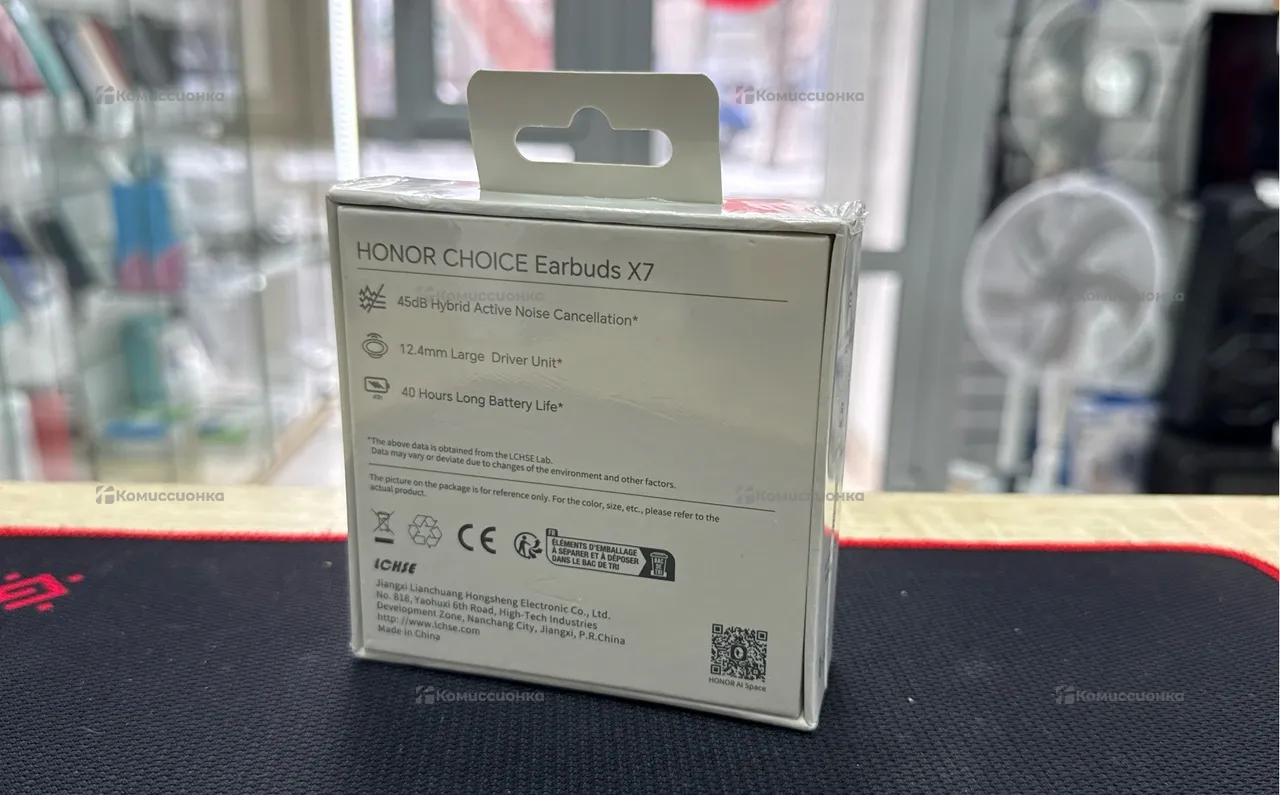 Комиссионка
Комиссионка
HONOR CHOICE Earbuds X7
Комиссионка
Комиссионка
45dB Hybrid Active Noise Cancellation*
12.4mm Large Driver Unit*
40 Hours Long Battery Life*
*The above data is obtained from the LCHSE Lab.
Data may vary or deviate due to changes of the environment and other factors.
The picture on the package is for reference only. For the color, size, etc., please refer to the
actual product.
Комиссионка
Комиссионка
CE
FR
ÉLÉMENTS D'EMBALLAGE
À SÉPARER ET À DÉPOSER
DANS LE BAC DE TRI
BAC
DE
TRI
LCHSE
Jiangxi Lianchuang Hongsheng Electronic Co., Ltd.
No. 818, Yaohuxi 6th Road, High-Tech Industries
Development Zone, Nanchang City, Jiangxi, P.R.China
http: //www.lchse.com
Made in China
HONOR AI Space
Комиссионка
Комиссионка